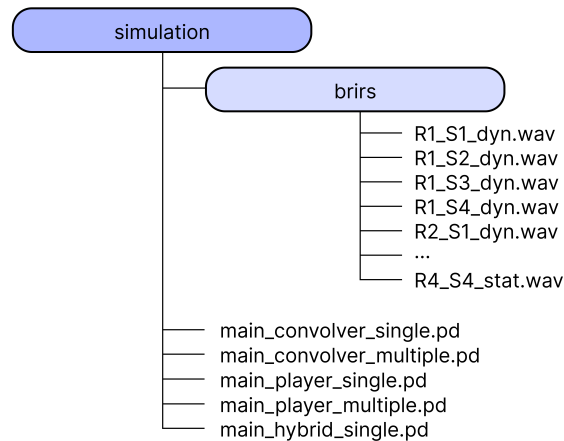 simulation
brirs
R1_S1_dyn.wav
R1_S2_dyn.wav
R1_S3_dyn.wav
R1_S4_dyn.wav
R2_S1_dyn.wav
...
R4_S4_stat.wav
main_convolver_single.pd
main_convolver_multiple.pd
main_player_single.pd
main_player_multiple.pd
main_hybrid_single.pd